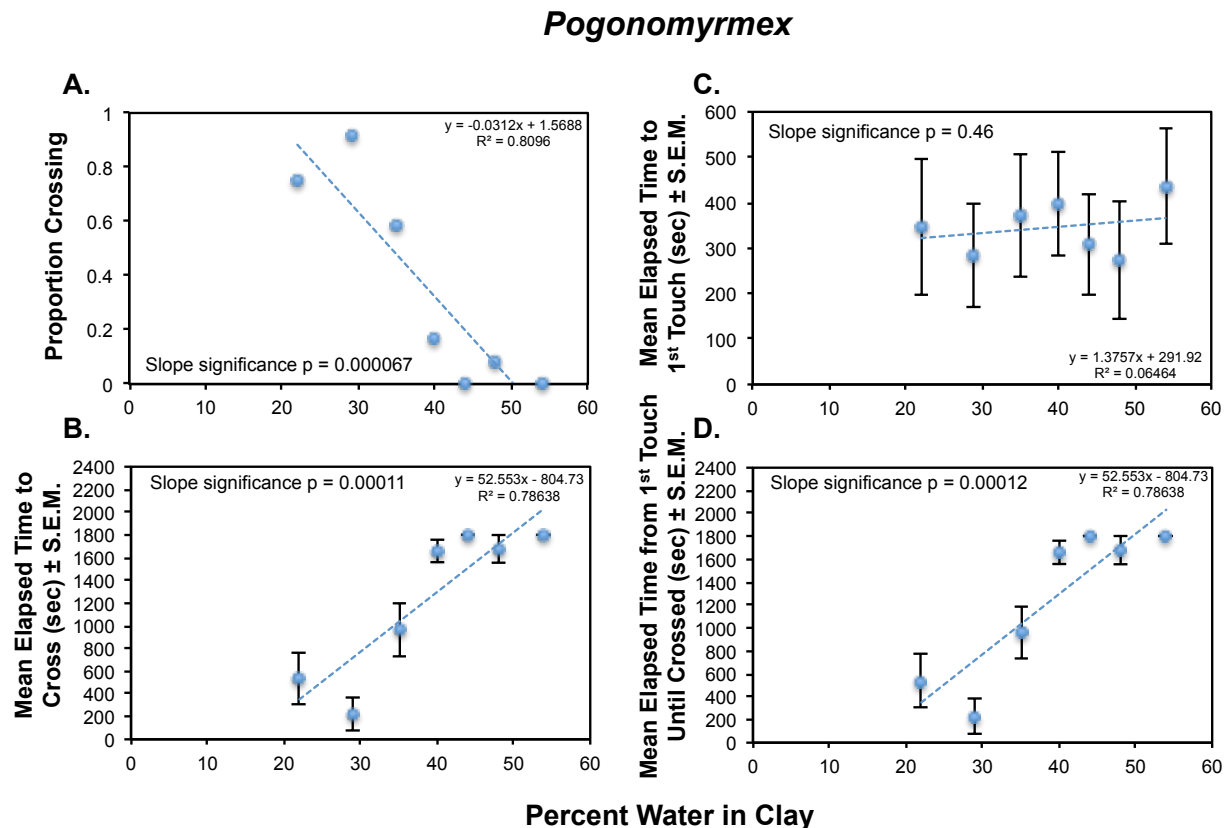 Pogonomyrmex
A.
Proportion Crossing
1
0.8
0.6
0.4
0.2
0
0 10 20 30 40 50 60
y = -0.0312x + 1.5688
R² = 0.8096
Slope significance p = 0.000067
B.
Mean Elapsed Time to
Cross (sec) ± S.E.M.
2400
2200
2000
1800
1600
1400
1200
1000
800
600
400
200
0
0 10 20 30 40 50 60
Slope significance p = 0.00011
y = 52.553x - 804.73
R² = 0.78638
C.
Mean Elapsed Time to
1st Touch (sec) ± S.E.M.
600
500
400
300
200
100
0
0 10 20 30 40 50 60
Slope significance p = 0.46
y = 1.3757x + 291.92
R² = 0.06464
D.
Mean Elapsed Time from 1st Touch
Until Crossed (sec) ± S.E.M.
2400
2200
2000
1800
1600
1400
1200
1000
800
600
400
200
0
0 10 20 30 40 50 60
Slope significance p = 0.00012
y = 52.553x - 804.73
R² = 0.78638
Percent Water in Clay